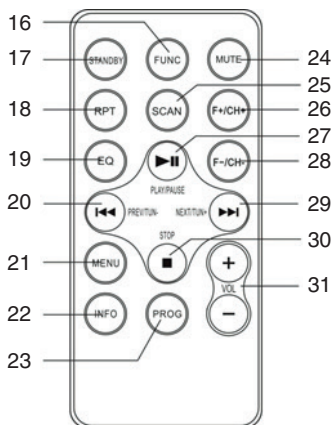 16
17
STANDBY
FUNC
MUTE
24
25
18
RPT
SCAN
F+/CH+
26
27
19
EQ
F-/CH-
28
PLAY/PAUSE
20
PREV/TUN-
NEXT/TUN+
29
STOP
30
21
MENU
+
VOL
31
22
INFO
PROG
−
23